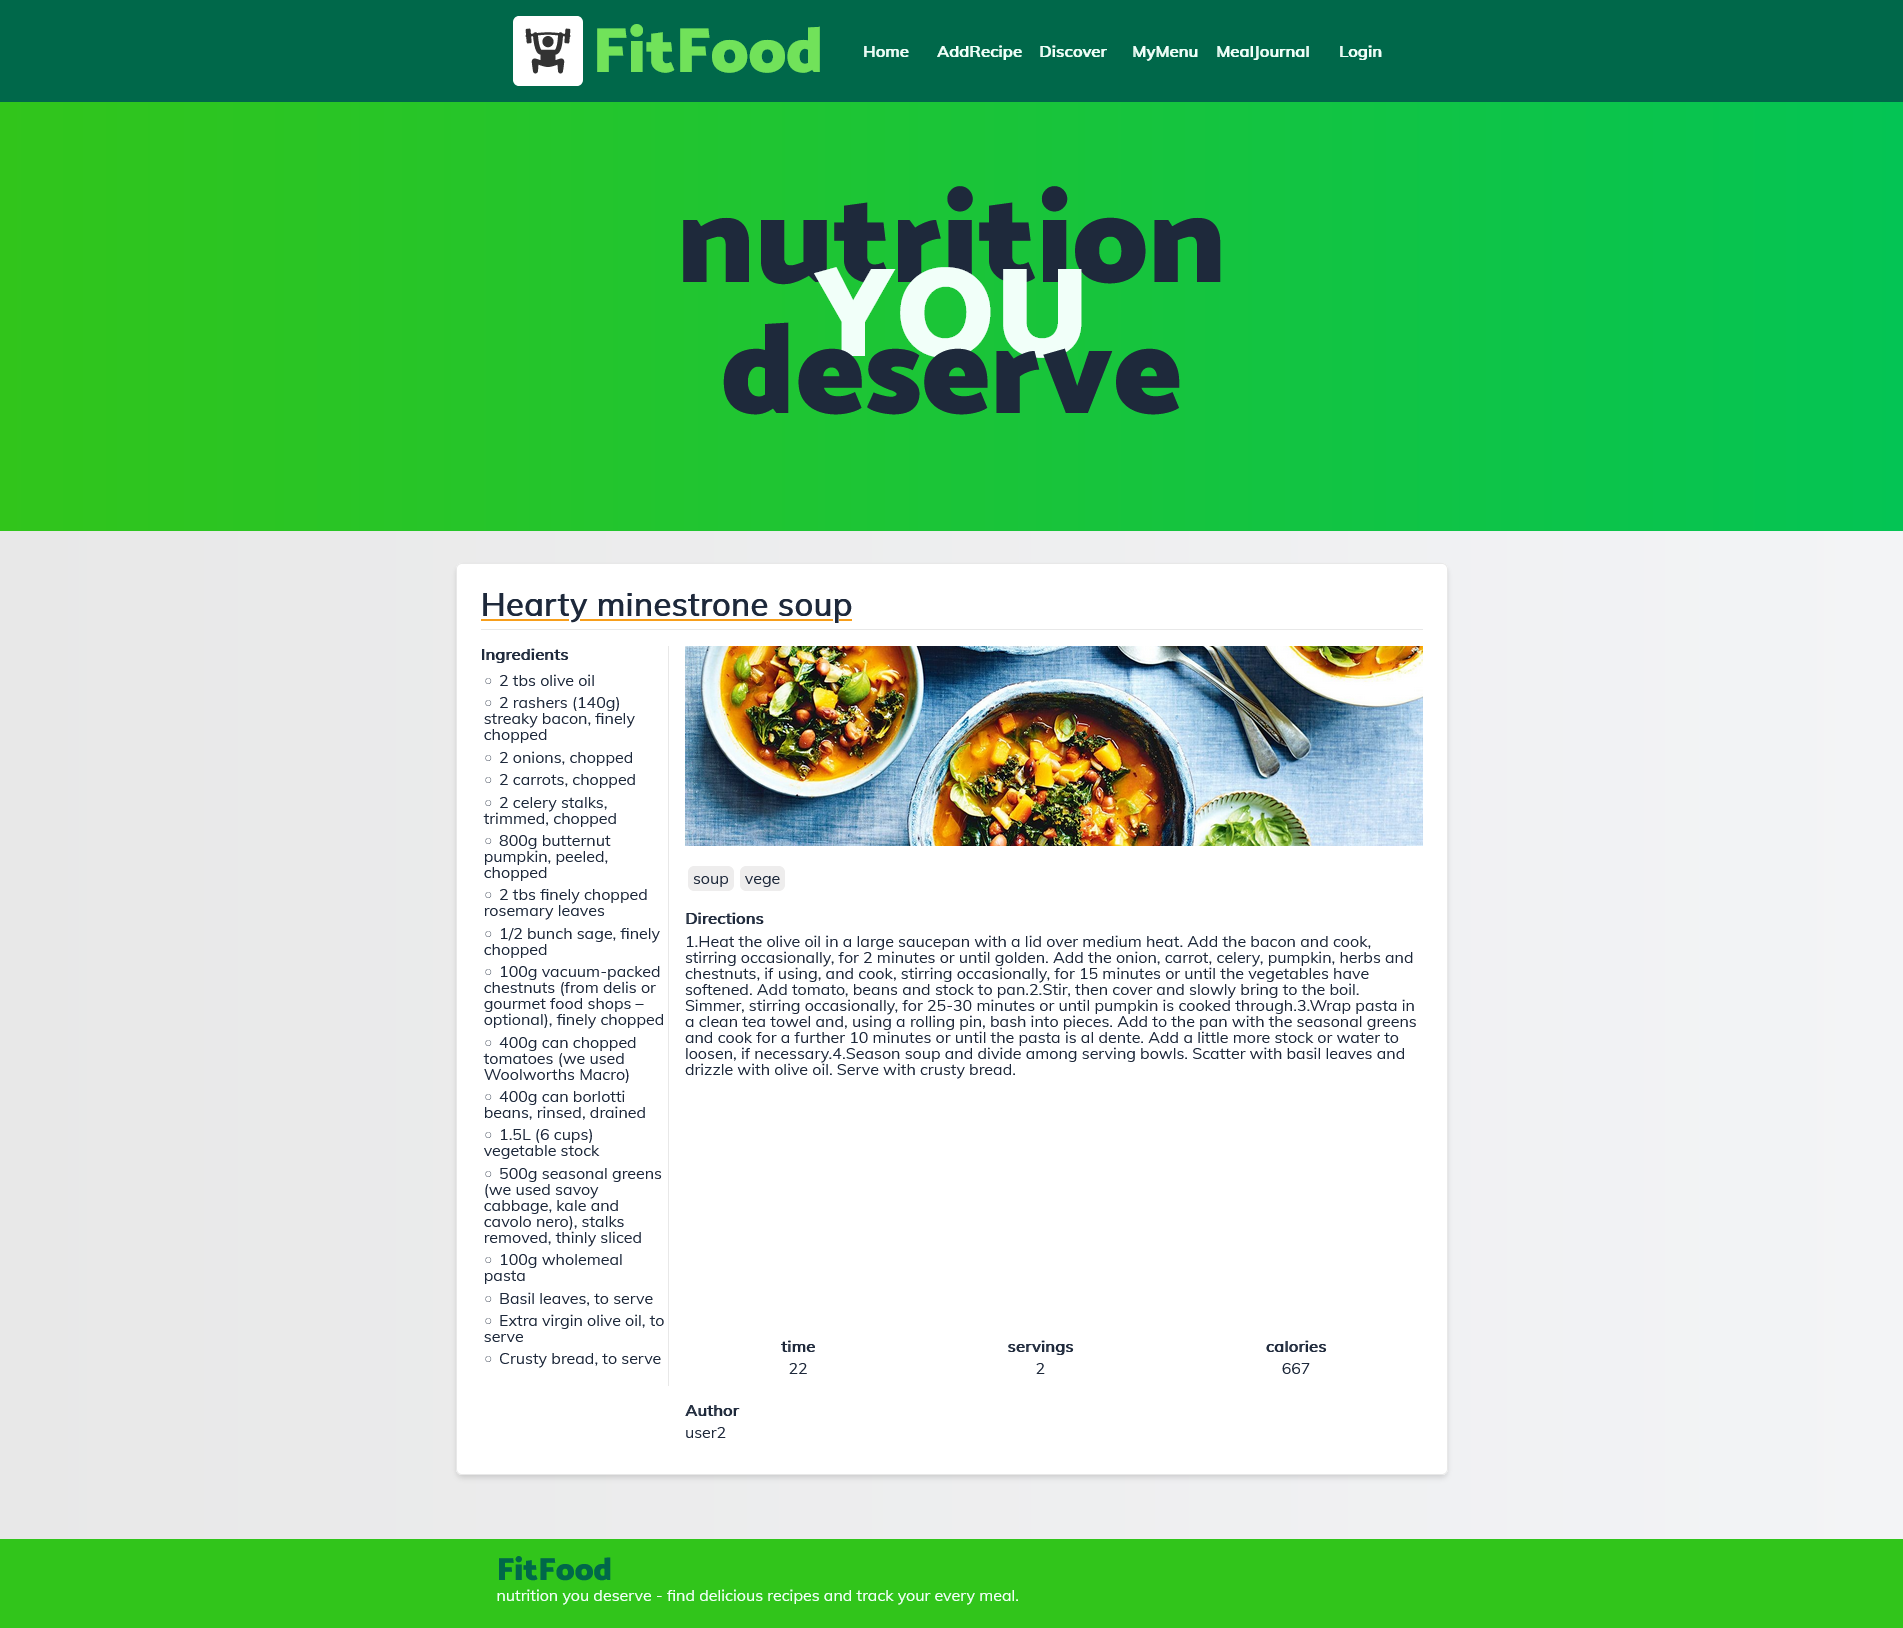 FitFood
Home AddRecipe Discover MyMenu MealJournal Login
nutrition
YOU
deserve
Hearty minestrone soup
Ingredients
○ 2 tbs olive oil
○ 2 rashers (140g)
streaky bacon, finely
chopped
○ 2 onions, chopped
○ 2 carrots, chopped
○ 2 celery stalks,
trimmed, chopped
○ 800g butternut
pumpkin, peeled,
chopped
○ 2 tbs finely chopped
rosemary leaves
○ 1/2 bunch sage, finely
chopped
○ 100g vacuum-packed
chestnuts (from delis or
gourmet food shops –
optional), finely chopped
○ 400g can chopped
tomatoes (we used
Woolworths Macro)
○ 400g can borlotti
beans, rinsed, drained
○ 1.5L (6 cups)
vegetable stock
○ 500g seasonal greens
(we used savoy
cabbage, kale and
cavolo nero), stalks
removed, thinly sliced
○ 100g wholemeal
pasta
○ Basil leaves, to serve
○ Extra virgin olive oil, to
serve
○ Crusty bread, to serve
soup vege
Directions
1.Heat the olive oil in a large saucepan with a lid over medium heat. Add the bacon and cook,
stirring occasionally, for 2 minutes or until golden. Add the onion, carrot, celery, pumpkin, herbs and
chestnuts, if using, and cook, stirring occasionally, for 15 minutes or until the vegetables have
softened. Add tomato, beans and stock to pan.2.Stir, then cover and slowly bring to the boil.
Simmer, stirring occasionally, for 25-30 minutes or until pumpkin is cooked through.3.Wrap pasta in
a clean tea towel and, using a rolling pin, bash into pieces. Add to the pan with the seasonal greens
and cook for a further 10 minutes or until the pasta is al dente. Add a little more stock or water to
loosen, if necessary.4.Season soup and divide among serving bowls. Scatter with basil leaves and
drizzle with olive oil. Serve with crusty bread.
time servings calories
22 2 667
Author
user2
FitFood
nutrition you deserve - find delicious recipes and track your every meal.